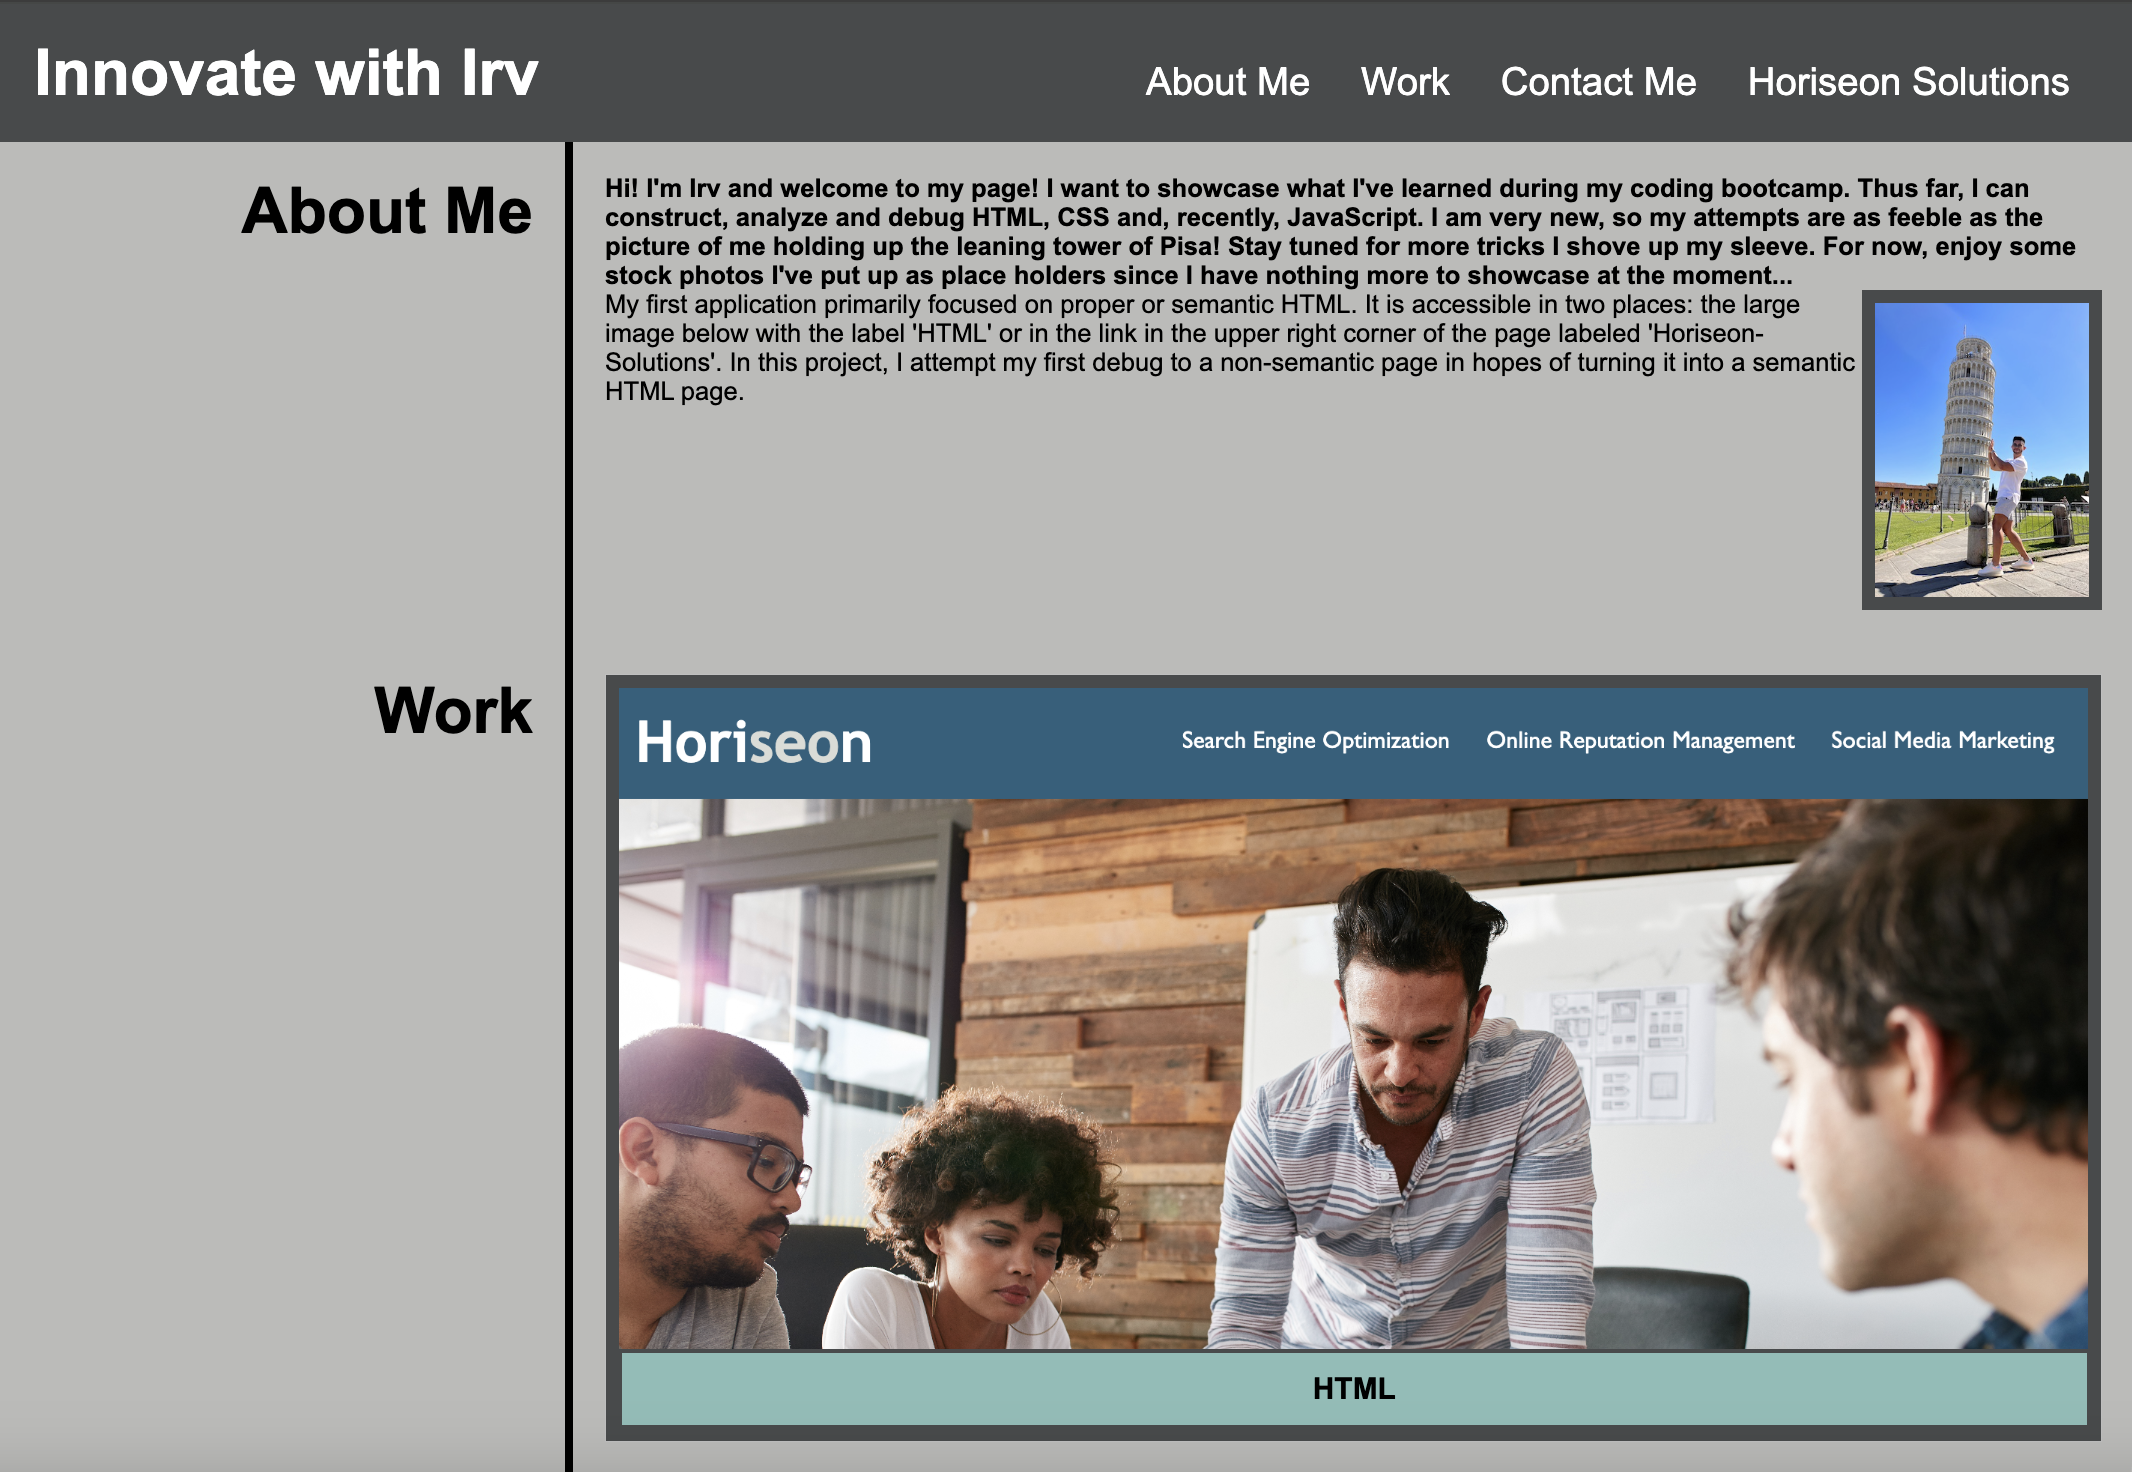 Innovate with Irv
About Me Work Contact Me Horiseon Solutions
About Me
Hi! I'm Irv and welcome to my page! I want to showcase what I've learned during my coding bootcamp. Thus far, I can
construct, analyze and debug HTML, CSS and, recently, JavaScript. I am very new, so my attempts are as feeble as the
picture of me holding up the leaning tower of Pisa! Stay tuned for more tricks I shove up my sleeve. For now, enjoy some
stock photos I've put up as place holders since I have nothing more to showcase at the moment...
My first application primarily focused on proper or semantic HTML. It is accessible in two places: the large
image below with the label 'HTML' or in the link in the upper right corner of the page labeled 'Horiseon-
Solutions'. In this project, I attempt my first debug to a non-semantic page in hopes of turning it into a semantic
HTML page.
Work
Horiseon
Search Engine Optimization Online Reputation Management Social Media Marketing
HTML